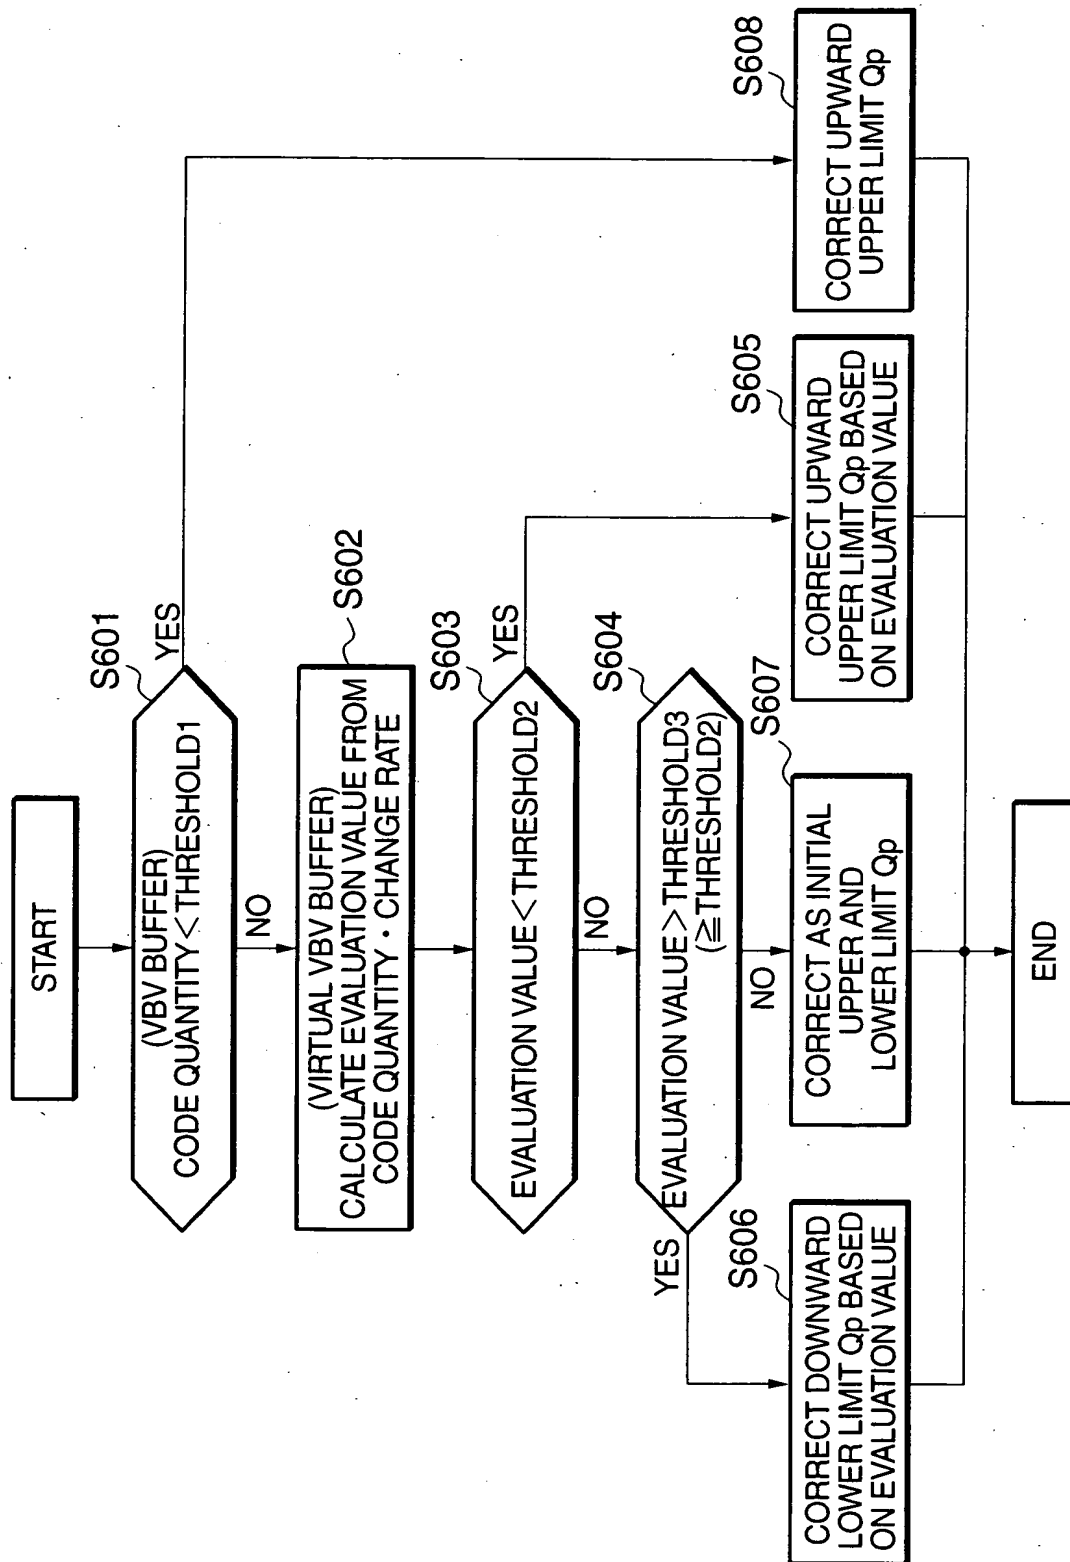 START
S601
(VBV BUFFER)
CODE QUANTITY<THRESHOLD1
YES
NO
S602
(VIRTUAL VBV BUFFER)
CALCULATE EVALUATION VALUE FROM
CODE QUANTITY・CHANGE RATE
S603
EVALUATION VALUE<THRESHOLD2
YES
NO
S604
EVALUATION VALUE>THRESHOLD3
(≧THRESHOLD2)
YES
NO
S606
CORRECT DOWNWARD
LOWER LIMIT Qp BASED
ON EVALUATION VALUE
S607
CORRECT AS INITIAL
UPPER AND
LOWER LIMIT Qp
S605
CORRECT UPWARD
UPPER LIMIT Qp BASED
ON EVALUATION VALUE
S608
CORRECT UPWARD
UPPER LIMIT Qp
END